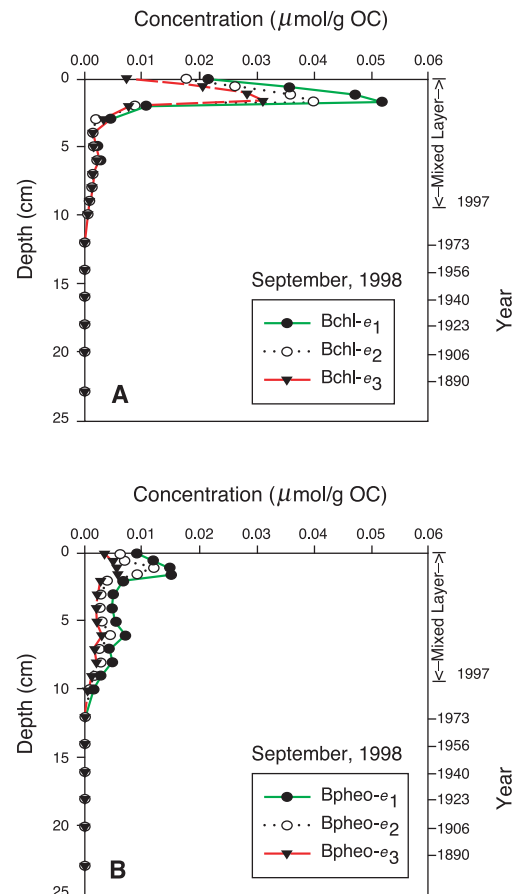 Concentration (μmol/g OC)
0.00 0.01 0.02 0.03 0.04 0.05 0.06
0
5
10
15
20
25
Depth (cm)
<-Mixed Layer->
1997
1973
1956
1940
1923
1906
1890
Year
September, 1998
Bchl-e1
Bchl-e2
Bchl-e3
A
Concentration (μmol/g OC)
0.00 0.01 0.02 0.03 0.04 0.05 0.06
0
5
10
15
20
25
Depth (cm)
<-Mixed Layer->
1997
1973
1956
1940
1923
1906
1890
Year
September, 1998
Bpheo-e1
Bpheo-e2
Bpheo-e3
B